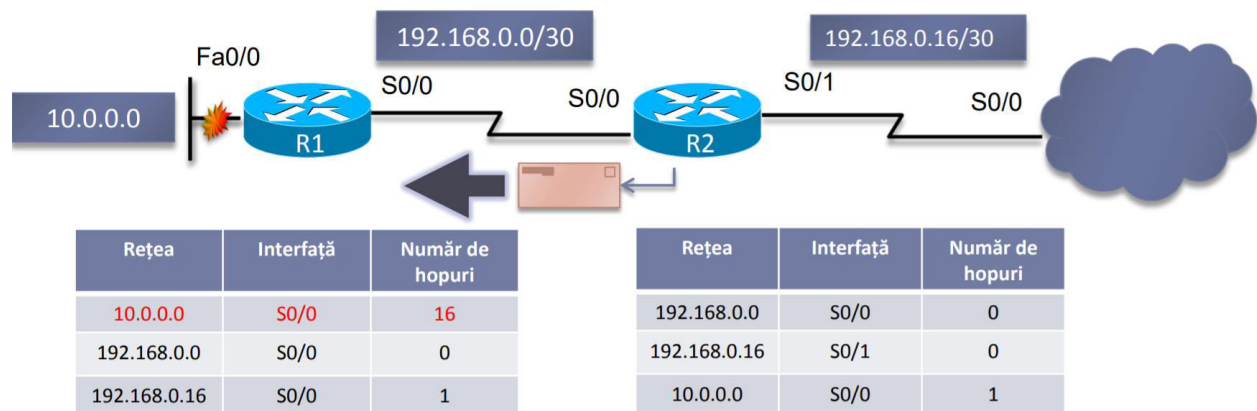 192.168.0.0/30
192.168.0.16/30
Fa0/0
S0/0
S0/0
S0/1
S0/0
10.0.0.0
R1
R2
Rețea Interfață Număr de hopuri
10.0.0.0 S0/0 16
192.168.0.0 S0/0 0
192.168.0.16 S0/0 1
Rețea Interfață Număr de hopuri
192.168.0.0 S0/0 0
192.168.0.16 S0/1 0
10.0.0.0 S0/0 1